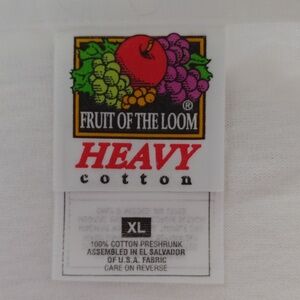 FRUIT OF THE LOOM ®
HEAVY
cotton
XL
100% COTTON PRESHRUNK
ASSEMBLED IN EL SALVADOR
OF U.S.A. FABRIC
CARE ON REVERSE